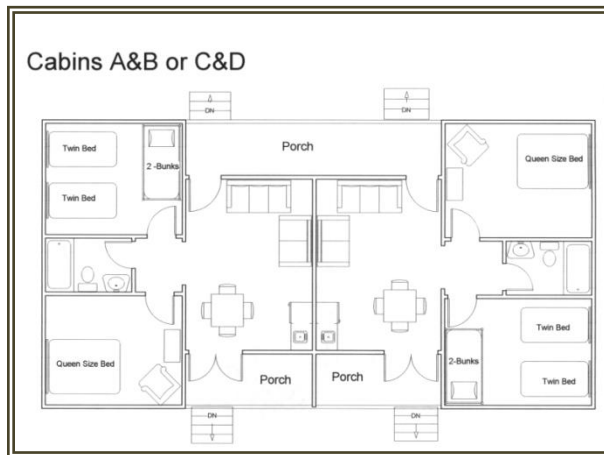 Cabins A&B or C&D
DN
DN
Porch
Twin Bed
2 -Bunks
Queen Size Bed
Twin Bed
Twin Bed
Queen Size Bed
2-Bunks
Twin Bed
Porch
Porch
DN
DN